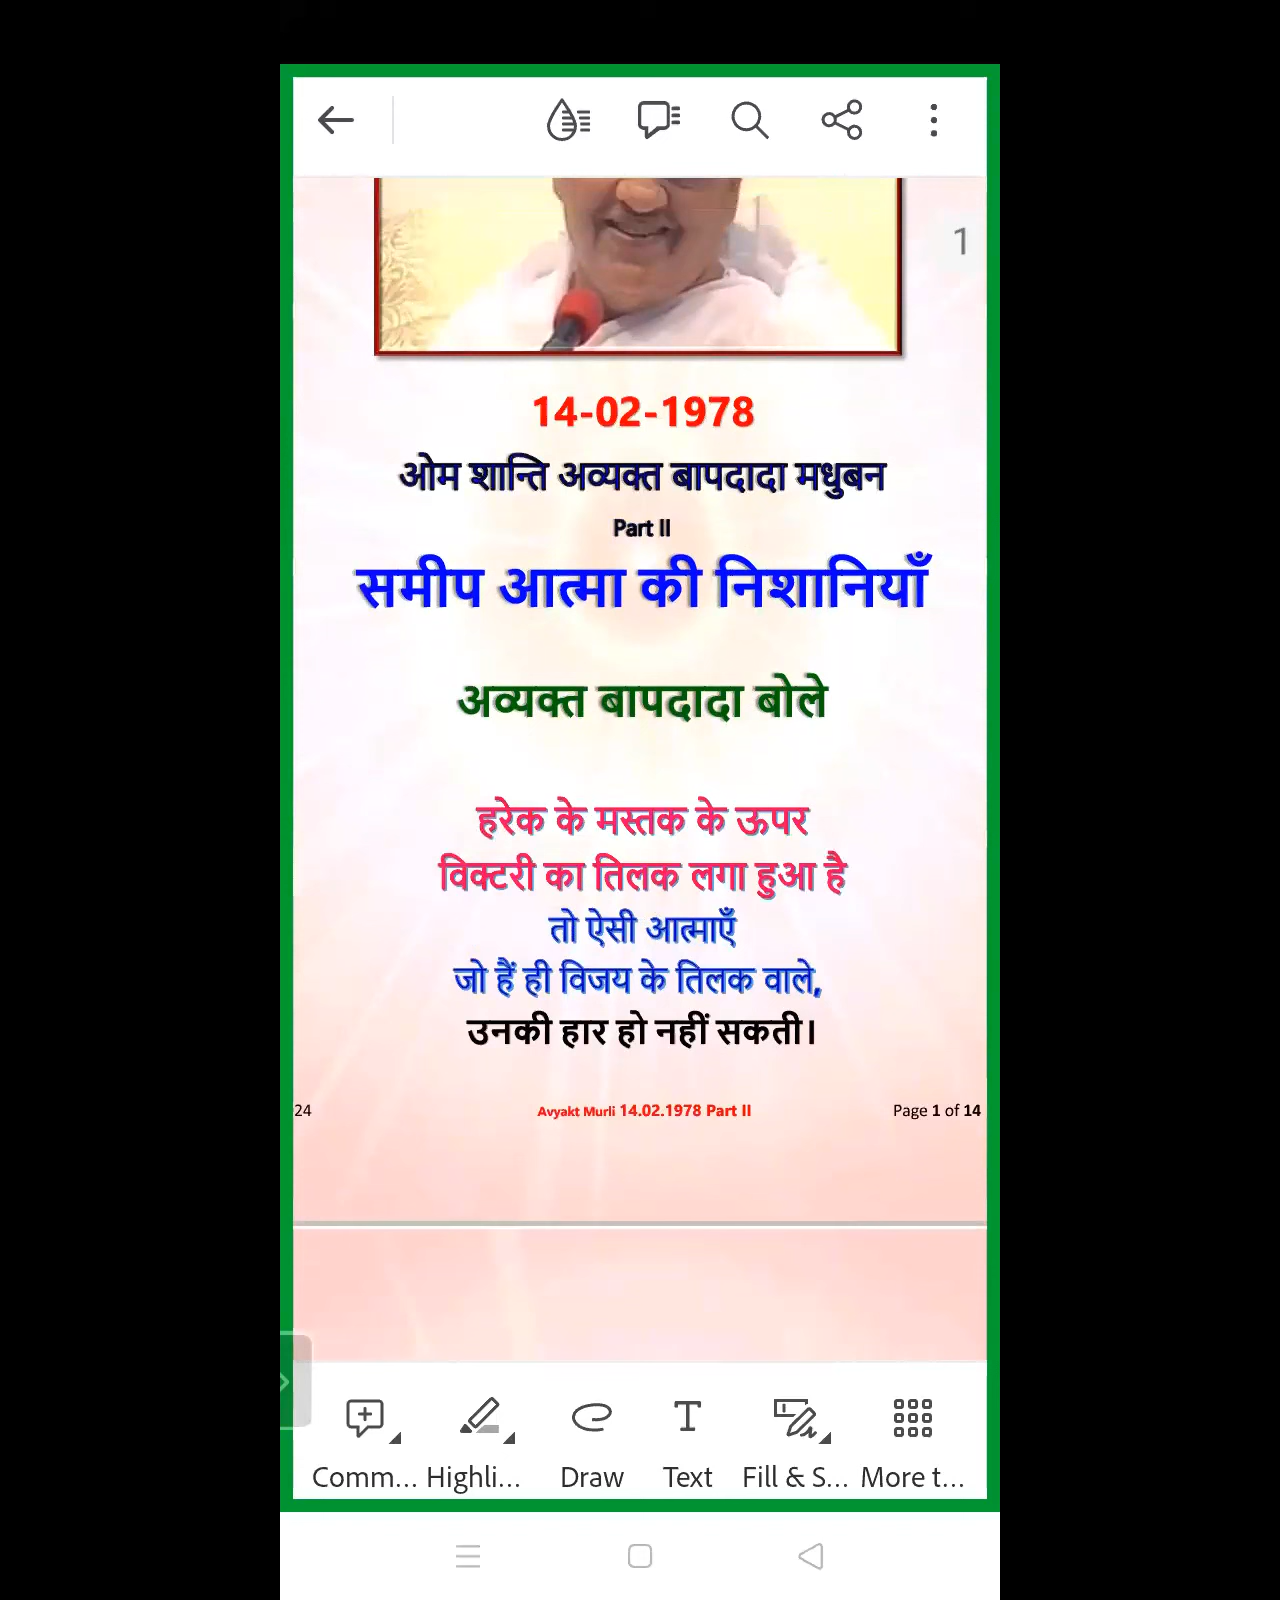 1
14-02-1978
ओम शान्ति अव्यक्त बापदादा मधुबन
Part II
समीप आत्मा की निशानियाँ
अव्यक्त बापदादा बोले
हरेक के मस्तक के ऊपर
विक्टरी का तिलक लगा हुआ है
तो ऐसी आत्माएँ
जो हैं ही विजय के तिलक वाले,
उनकी हार हो नहीं सकती।
24 Avyakt Murli 14.02.1978 Part II Page 1 of 14
Comm... Highli... Draw Text Fill & S... More t...